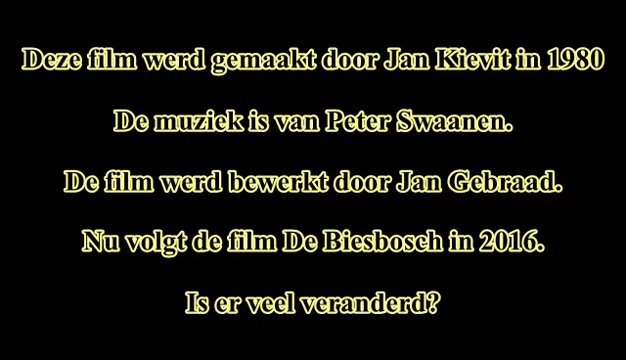 Deze film werd gemaakt door Jan Kievit in 1980
De muziek is van Peter Swaanen.
De film werd bewerkt door Jan Gebraad.
Nu volgt de film De Biesbosch in 2016.
Is er veel veranderd?